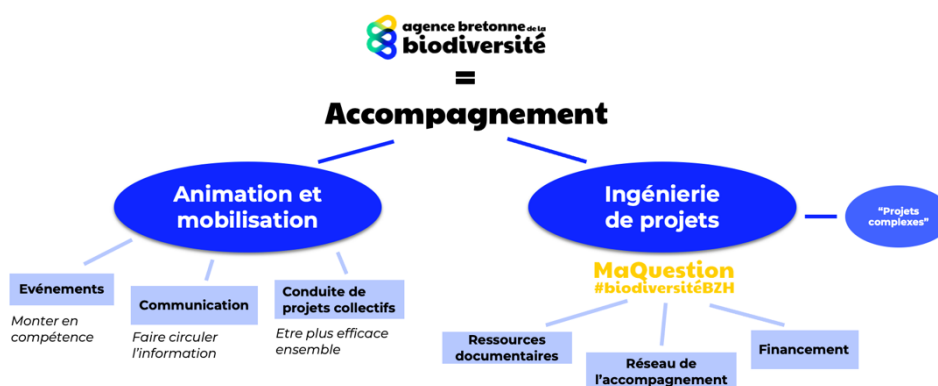 agence bretonne de la
biodiversité
=
Accompagnement
Animation et
mobilisation
Ingénierie
de projets
"Projets
complexes"
MaQuestion
#biodiversitéBZH
Evénements
Monter en
compétence
Communication
Faire circuler
l'information
Conduite de
projets collectifs
Etre plus efficace
ensemble
Ressources
documentaires
Réseau de
l'accompagnement
Financement